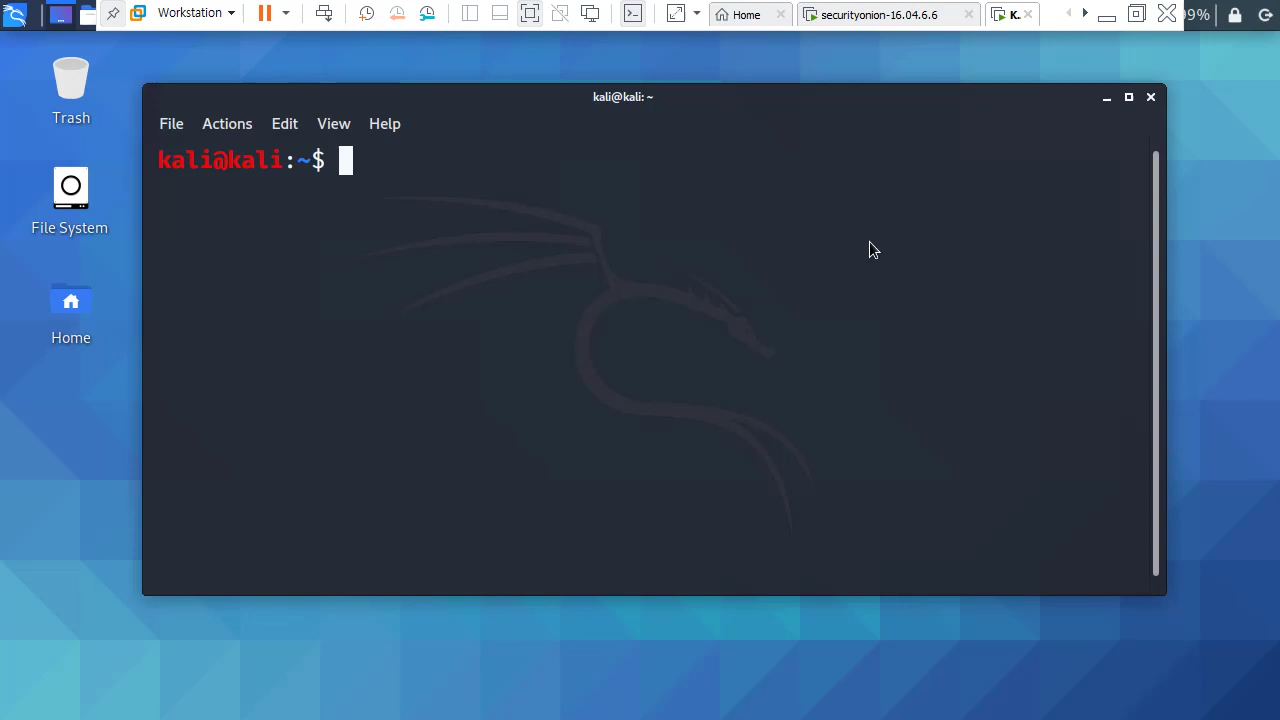 Workstation
Home
securityonion-16.04.6.6
K.
99%
Trash
File System
Home
kali@kali: ~
File Actions Edit View Help
kali@kali:~$